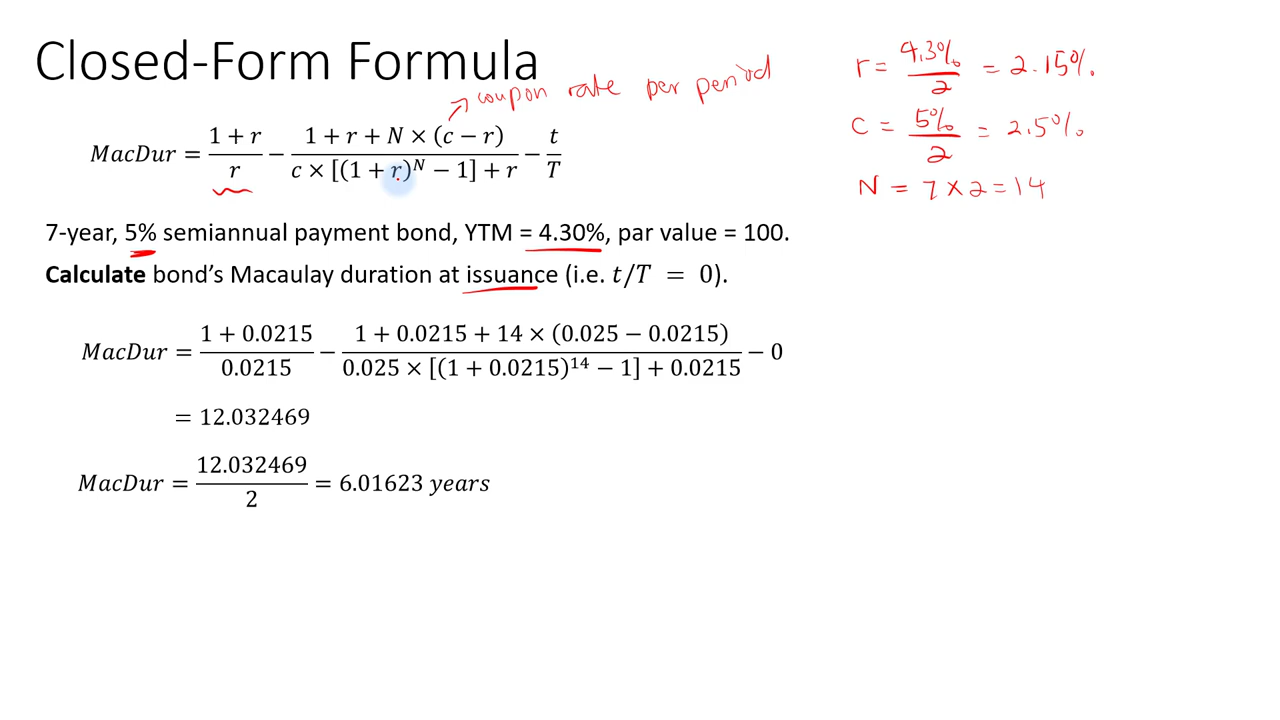 Closed-Form Formula
coupon rate per period
r = 4.3% / 2 = 2.15%
MacDur = (1 + r)/r − (1 + r + N × (c − r))/(c × [(1 + r)^N − 1] + r) − t/T
c = 5% / 2 = 2.5%
N = 7 × 2 = 14
7-year, 5% semiannual payment bond, YTM = 4.30%, par value = 100.
Calculate bond’s Macaulay duration at issuance (i.e. t/T = 0).
MacDur = (1 + 0.0215)/0.0215 − (1 + 0.0215 + 14 × (0.025 − 0.0215))/(0.025 × [(1 + 0.0215)^14 − 1] + 0.0215) − 0
= 12.032469
MacDur = 12.032469/2 = 6.01623 years